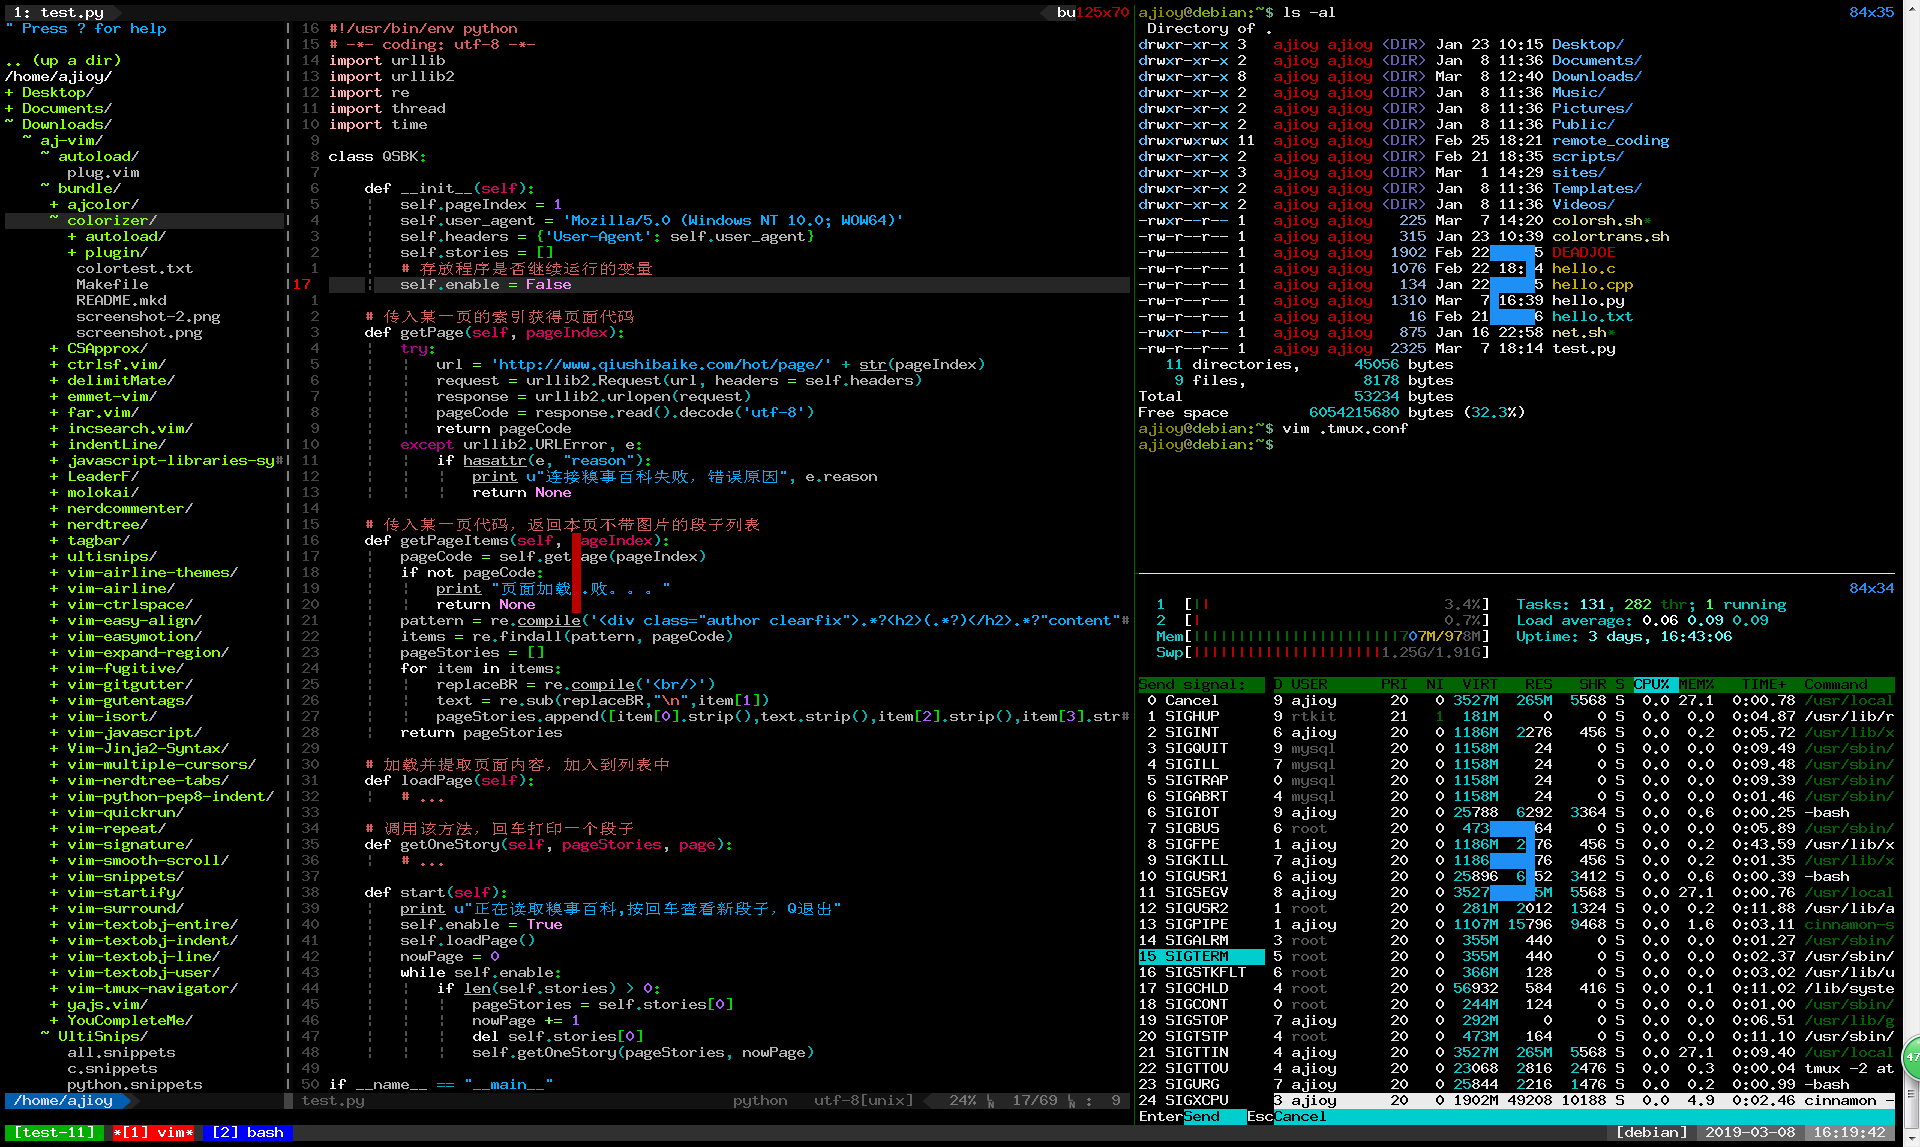 1: test.py
" Press ? for help
.. (up a dir)
/home/ajioy/
+ Desktop/
+ Documents/
~ Downloads/
~ aj-vim/
~ autoload/
plug.vim
~ bundle/
+ ajcolor/
~ colorizer/
+ autoload/
+ plugin/
colortest.txt
Makefile
README.mkd
screenshot-2.png
screenshot.png
+ CSApprox/
+ ctrlsf.vim/
+ delimitMate/
+ emmet-vim/
+ far.vim/
+ incsearch.vim/
+ indentLine/
+ javascript-libraries-sy#
+ LeaderF/
+ molokai/
+ nerdcommenter/
+ nerdtree/
+ tagbar/
+ ultisnips/
+ vim-airline-themes/
+ vim-airline/
+ vim-ctrlspace/
+ vim-easy-align/
+ vim-easymotion/
+ vim-expand-region/
+ vim-fugitive/
+ vim-gitgutter/
+ vim-gutentags/
+ vim-isort/
+ vim-javascript/
+ Vim-Jinja2-Syntax/
+ vim-multiple-cursors/
+ vim-nerdtree-tabs/
+ vim-python-pep8-indent/
+ vim-quickrun/
+ vim-repeat/
+ vim-signature/
+ vim-smooth-scroll/
+ vim-snippets/
+ vim-startify/
+ vim-surround/
+ vim-textobj-entire/
+ vim-textobj-indent/
+ vim-textobj-line/
+ vim-textobj-user/
+ vim-tmux-navigator/
+ yajs.vim/
+ YouCompleteMe/
~ UltiSnips/
all.snippets
c.snippets
python.snippets
/home/ajioy
bu125x70
16 #!/usr/bin/env python
15 # -*- coding: utf-8 -*-
14 import urllib
13 import urllib2
12 import re
11 import thread
10 import time
9
8 class QSBK:
7
6 def __init__(self):
5 self.pageIndex = 1
4 self.user_agent = 'Mozilla/5.0 (Windows NT 10.0; WOW64)'
3 self.headers = {'User-Agent': self.user_agent}
2 self.stories = []
1 # 存放程序是否继续运行的变量
17 self.enable = False
1
2 # 传入某一页的索引获得页面代码
3 def getPage(self, pageIndex):
4 try:
5 url = 'http://www.qiushibaike.com/hot/page/' + str(pageIndex)
6 request = urllib2.Request(url, headers = self.headers)
7 response = urllib2.urlopen(request)
8 pageCode = response.read().decode('utf-8')
9 return pageCode
10 except urllib2.URLError, e:
11 if hasattr(e, "reason"):
12 print u"连接糗事百科失败，错误原因", e.reason
13 return None
14
15 # 传入某一页代码，返回本页不带图片的段子列表
16 def getPageItems(self, ageIndex):
17 pageCode = self.get age(pageIndex)
18 if not pageCode:
19 print "页面加载 .败。。。"
20 return None
21 pattern = re.compile('<div class="author clearfix">.*?<h2>(.*?)</h2>.*?"content"#
22 items = re.findall(pattern, pageCode)
23 pageStories = []
24 for item in items:
25 replaceBR = re.compile('<br/>')
26 text = re.sub(replaceBR,"\n",item[1])
27 pageStories.append([item[0].strip(),text.strip(),item[2].strip(),item[3].str#
28 return pageStories
29
30 # 加载并提取页面内容，加入到列表中
31 def loadPage(self):
32 # ...
33
34 # 调用该方法，回车打印一个段子
35 def getOneStory(self, pageStories, page):
36 # ...
37
38 def start(self):
39 print u"正在读取糗事百科,按回车查看新段子，Q退出"
40 self.enable = True
41 self.loadPage()
42 nowPage = 0
43 while self.enable:
44 if len(self.stories) > 0:
45 pageStories = self.stories[0]
46 nowPage += 1
47 del self.stories[0]
48 self.getOneStory(pageStories, nowPage)
49
50 if __name__ == "__main__"
test.py python utf-8[unix] 24% 17/69 : 9
ajioy@debian:~$ ls -al 84x35
Directory of .
drwxr-xr-x 3 ajioy ajioy <DIR> Jan 23 10:15 Desktop/
drwxr-xr-x 2 ajioy ajioy <DIR> Jan 8 11:36 Documents/
drwxr-xr-x 8 ajioy ajioy <DIR> Mar 8 12:40 Downloads/
drwxr-xr-x 2 ajioy ajioy <DIR> Jan 8 11:36 Music/
drwxr-xr-x 2 ajioy ajioy <DIR> Jan 8 11:36 Pictures/
drwxr-xr-x 2 ajioy ajioy <DIR> Jan 8 11:36 Public/
drwxrwxrwx 11 ajioy ajioy <DIR> Feb 25 18:21 remote_coding
drwxr-xr-x 2 ajioy ajioy <DIR> Feb 21 18:35 scripts/
drwxr-xr-x 3 ajioy ajioy <DIR> Mar 1 14:29 sites/
drwxr-xr-x 2 ajioy ajioy <DIR> Jan 8 11:36 Templates/
drwxr-xr-x 2 ajioy ajioy <DIR> Jan 8 11:36 Videos/
-rwxr--r-- 1 ajioy ajioy 225 Mar 7 14:20 colorsh.sh*
-rw-r--r-- 1 ajioy ajioy 315 Jan 23 10:39 colortrans.sh
-rw------- 1 ajioy ajioy 1902 Feb 22 5 DEADJOE
-rw-r--r-- 1 ajioy ajioy 1076 Feb 22 18: 4 hello.c
-rw-r--r-- 1 ajioy ajioy 134 Jan 22 5 hello.cpp
-rw-r--r-- 1 ajioy ajioy 1310 Mar 7 16:39 hello.py
-rw-r--r-- 1 ajioy ajioy 16 Feb 21 6 hello.txt
-rwxr--r-- 1 ajioy ajioy 875 Jan 16 22:58 net.sh*
-rw-r--r-- 1 ajioy ajioy 2325 Mar 7 18:14 test.py
11 directories, 45056 bytes
9 files, 8178 bytes
Total 53234 bytes
Free space 6054215680 bytes (32.3%)
ajioy@debian:~$ vim .tmux.conf
ajioy@debian:~$
2
84x34
1 [|| 3.4%] Tasks: 131, 282 thr; 1 running
2 [| 0.7%] Load average: 0.06 0.09 0.09
Mem[ 707M/978M] Uptime: 3 days, 16:43:06
Swp[ 1.25G/1.91G]
Send signal: D USER PRI NI VIRT RES SHR S CPU% MEM% TIME+ Command
0 Cancel 9 ajioy 20 0 3527M 265M 5568 S 0.0 27.1 0:00.78 /usr/local
1 SIGHUP 9 rtkit 21 1 181M 0 0 S 0.0 0.0 0:04.87 /usr/lib/r
2 SIGINT 6 ajioy 20 0 1186M 2276 456 S 0.0 0.2 0:05.72 /usr/lib/x
3 SIGQUIT 9 mysql 20 0 1158M 24 0 S 0.0 0.0 0:09.49 /usr/sbin/
4 SIGILL 7 mysql 20 0 1158M 24 0 S 0.0 0.0 0:09.48 /usr/sbin/
5 SIGTRAP 0 mysql 20 0 1158M 24 0 S 0.0 0.0 0:09.39 /usr/sbin/
6 SIGABRT 4 mysql 20 0 1158M 24 0 S 0.0 0.0 0:01.46 /usr/sbin/
6 SIGIOT 9 ajioy 20 0 25788 6292 3364 S 0.0 0.6 0:00.25 -bash
7 SIGBUS 6 root 20 0 473 64 0 S 0.0 0.0 0:05.89 /usr/sbin/
8 SIGFPE 1 ajioy 20 0 1186M 2 76 456 S 0.0 0.2 0:43.59 /usr/lib/x
9 SIGKILL 7 ajioy 20 0 1186 76 456 S 0.0 0.2 0:01.35 /usr/lib/x
10 SIGUSR1 6 ajioy 20 0 25896 6 52 3412 S 0.0 0.6 0:00.39 -bash
11 SIGSEGV 8 ajioy 20 0 3527 5M 5568 S 0.0 27.1 0:00.76 /usr/local
12 SIGUSR2 1 root 20 0 281M 2012 1324 S 0.0 0.2 0:11.88 /usr/lib/a
13 SIGPIPE 1 ajioy 20 0 1107M 15796 9468 S 0.0 1.6 0:03.11 cinnamon-s
14 SIGALRM 3 root 20 0 355M 440 0 S 0.0 0.0 0:01.27 /usr/sbin/
15 SIGTERM 5 root 20 0 355M 440 0 S 0.0 0.0 0:02.37 /usr/sbin/
16 SIGSTKFLT 6 root 20 0 366M 128 0 S 0.0 0.0 0:03.02 /usr/lib/u
17 SIGCHLD 4 root 20 0 56932 584 416 S 0.0 0.1 0:11.02 /lib/syste
18 SIGCONT 0 root 20 0 244M 124 0 S 0.0 0.0 0:01.00 /usr/sbin/
19 SIGSTOP 7 ajioy 20 0 292M 0 0 S 0.0 0.0 0:06.51 /usr/lib/g
20 SIGTSTP 4 root 20 0 473M 164 0 S 0.0 0.0 0:11.10 /usr/sbin/
21 SIGTTIN 4 ajioy 20 0 3527M 265M 5568 S 0.0 27.1 0:09.40 /usr/local
22 SIGTTOU 4 ajioy 20 0 23068 2816 2476 S 0.0 0.3 0:00.04 tmux -2 at
23 SIGURG 7 ajioy 20 0 25844 2216 1476 S 0.0 0.2 0:00.99 -bash
24 SIGXCPU 3 ajioy 20 0 1902M 49208 10188 S 0.0 4.9 0:02.46 cinnamon -
EnterSend EscCancel
3
47
[test-11] *[1] vim* [2] bash [debian] 2019-03-08 16:19:42